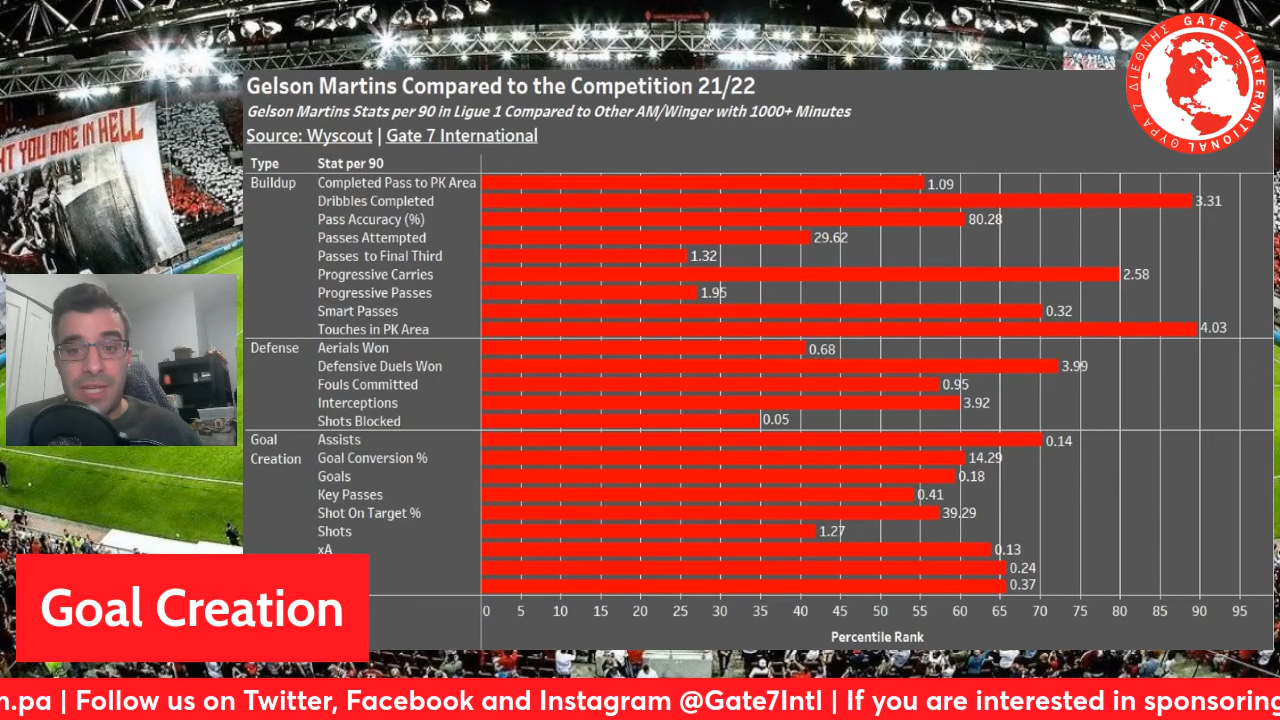 Gelson Martins Compared to the Competition 21/22
Gelson Martins Stats per 90 in Ligue 1 Compared to Other AM/Winger with 1000+ Minutes
Source: Wyscout | Gate 7 International
GATE 7 INTERNATIONAL ΘΥΡΑ 7 ΔΙΕΘΝΗΣ
YOU DINE IN HELL
Type Stat per 90
Buildup Completed Pass to PK Area 1.09
Dribbles Completed 3.31
Pass Accuracy (%) 80.28
Passes Attempted 29.62
Passes to Final Third 1.32
Progressive Carries 2.58
Progressive Passes 1.95
Smart Passes 0.32
Touches in PK Area 4.03
Defense Aerials Won 0.68
Defensive Duels Won 3.99
Fouls Committed 0.95
Interceptions 3.92
Shots Blocked 0.05
Goal Creation Assists 0.14
Goal Conversion % 14.29
Goals 0.18
Key Passes 0.41
Shot On Target % 39.29
Shots 1.27
xA 0.13
0.24
0.37
0 5 10 15 20 25 30 35 40 45 50 55 60 65 70 75 80 85 90 95
Percentile Rank
Goal Creation
m.pa | Follow us on Twitter, Facebook and Instagram @Gate7Intl | If you are interested in sponsoring